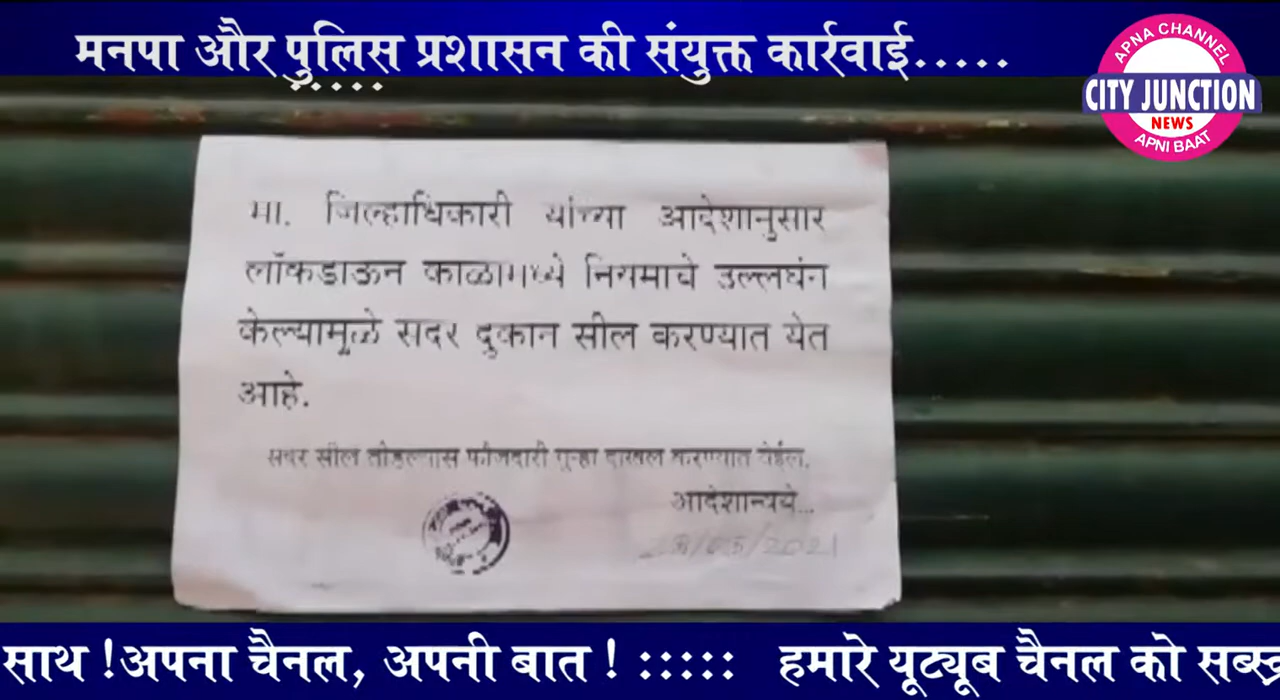 मनपा और पुलिस प्रशासन की संयुक्त कार्रवाई.....
APNA CHANNEL
CITY JUNCTION
NEWS
APNI BAAT
मा. जिल्हाधिकारी यांच्या आदेशानुसार
लॉकडाऊन काळामध्ये नियमाचे उल्लघंन
केल्यामुळे सदर दुकान सील करण्यात येत
आहे.
सदर सील तोडल्यास फौजदारी गुन्हा दाखल करण्यात येईल.
आदेशान्वये...
साथ !अपना चैनल, अपनी बात ! ::::: हमारे यूट्यूब चैनल को